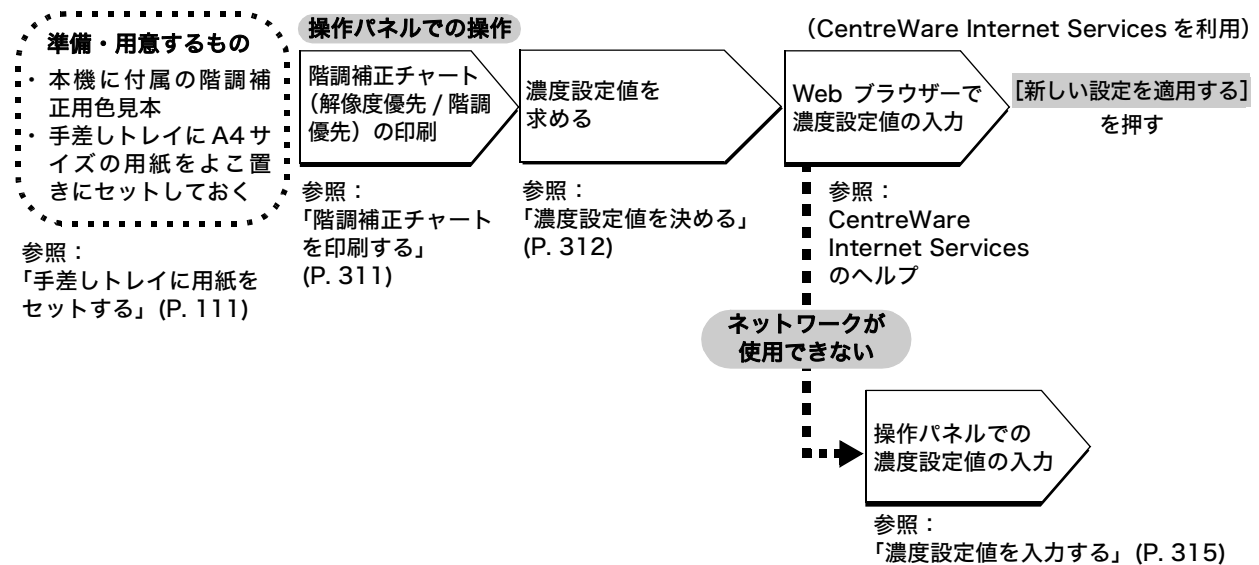 準備・用意するもの
・ 本機に付属の階調補
正用色見本
・ 手差しトレイに A4 サ
イズの用紙をよこ置
きにセットしておく
参照：
「手差しトレイに用紙を
セットする」(P. 111)
操作パネルでの操作
階調補正チャート
（解像度優先 / 階調
優先）の印刷
参照：
「階調補正チャート
を印刷する」
(P. 311)
濃度設定値を
求める
参照：
「濃度設定値を決める」
(P. 312)
（CentreWare Internet Services を利用）
Web ブラウザーで
濃度設定値の入力
参照：
CentreWare
Internet Services
のヘルプ
［新しい設定を適用する］
を押す
ネットワークが
使用できない
操作パネルでの
濃度設定値の入力
参照：
「濃度設定値を入力する」(P. 315)